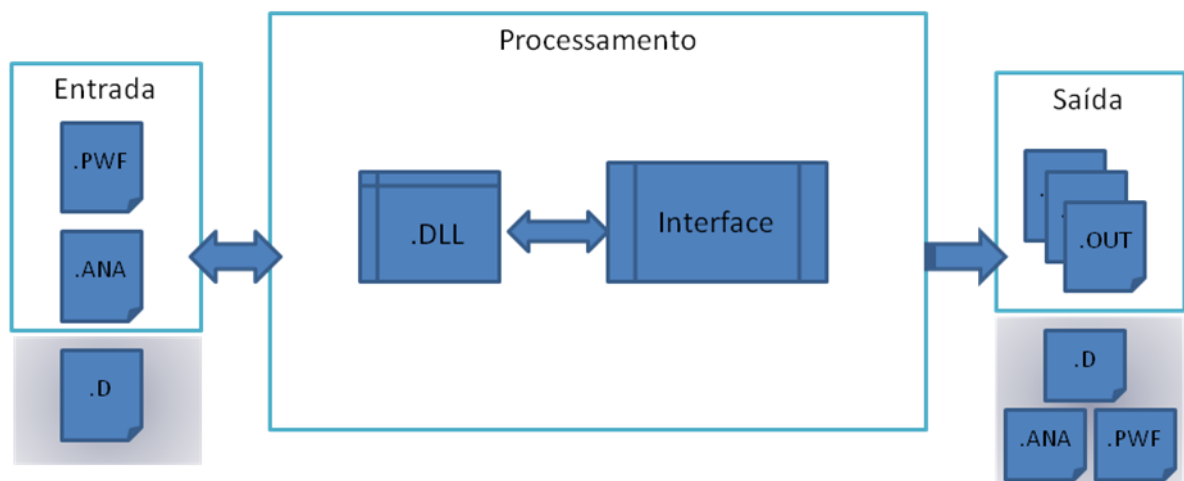 Processamento
Entrada
.PWF
.ANA
.D
.DLL
Interface
Saída
.OUT
.D
.ANA
.PWF